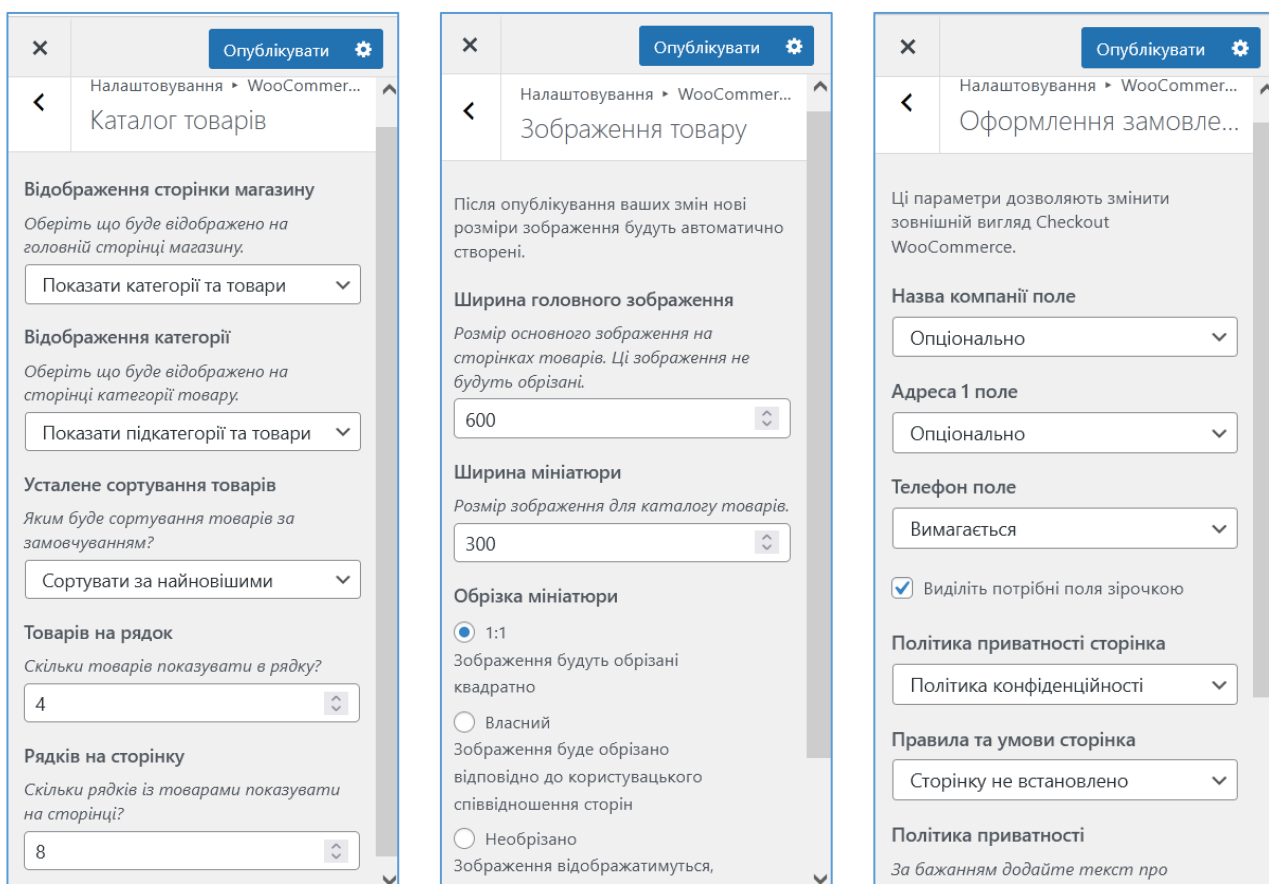 Опублікувати
Налаштовування ▸ WooCommer...
Каталог товарів
Відображення сторінки магазину
Оберіть що буде відображено на
головній сторінці магазину.
Показати категорії та товари
Відображення категорії
Оберіть що буде відображено на
сторінці категорії товару.
Показати підкатегорії та товари
Усталене сортування товарів
Яким буде сортування товарів за
замовчуванням?
Сортувати за найновішими
Товарів на рядок
Скільки товарів показувати в рядку?
4
Рядків на сторінку
Скільки рядків із товарами показувати
на сторінці?
8
Опублікувати
Налаштовування ▸ WooCommer...
Зображення товару
Після опублікування ваших змін нові
розміри зображення будуть автоматично
створені.
Ширина головного зображення
Розмір основного зображення на
сторінках товарів. Ці зображення не
будуть обрізані.
600
Ширина мініатюри
Розмір зображення для каталогу товарів.
300
Обрізка мініатюри
1:1
Зображення будуть обрізані
квадратно
Власний
Зображення буде обрізано
відповідно до користувацького
співвідношення сторін
Необрізано
Зображення відображатимуться,
Опублікувати
Налаштовування ▸ WooCommer...
Оформлення замовле...
Ці параметри дозволяють змінити
зовнішній вигляд Checkout
WooCommerce.
Назва компанії поле
Опціонально
Адреса 1 поле
Опціонально
Телефон поле
Вимагається
Виділіть потрібні поля зірочкою
Політика приватності сторінка
Політика конфіденційності
Правила та умови сторінка
Сторінку не встановлено
Політика приватності
За бажанням додайте текст про